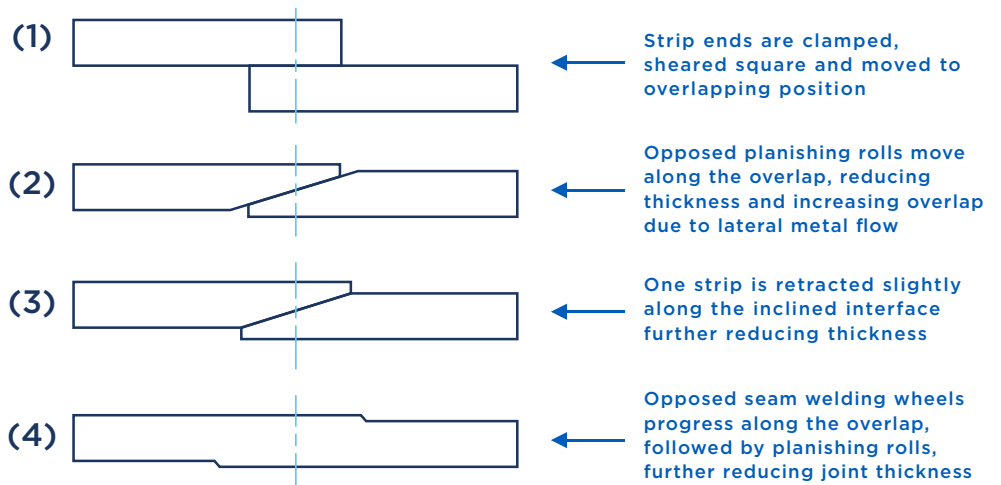 (1)
Strip ends are clamped,
sheared square and moved to
overlapping position
(2)
Opposed planishing rolls move
along the overlap, reducing
thickness and increasing overlap
due to lateral metal flow
(3)
One strip is retracted slightly
along the inclined interface
further reducing thickness
(4)
Opposed seam welding wheels
progress along the overlap,
followed by planishing rolls,
further reducing joint thickness